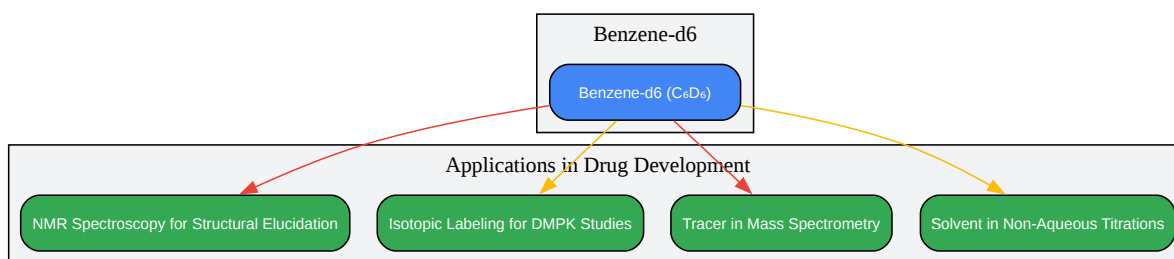 Benzene-d6
Benzene-d6 (C₆D₆)
Applications in Drug Development
NMR Spectroscopy for Structural Elucidation
Isotopic Labeling for DMPK Studies
Tracer in Mass Spectrometry
Solvent in Non-Aqueous Titrations